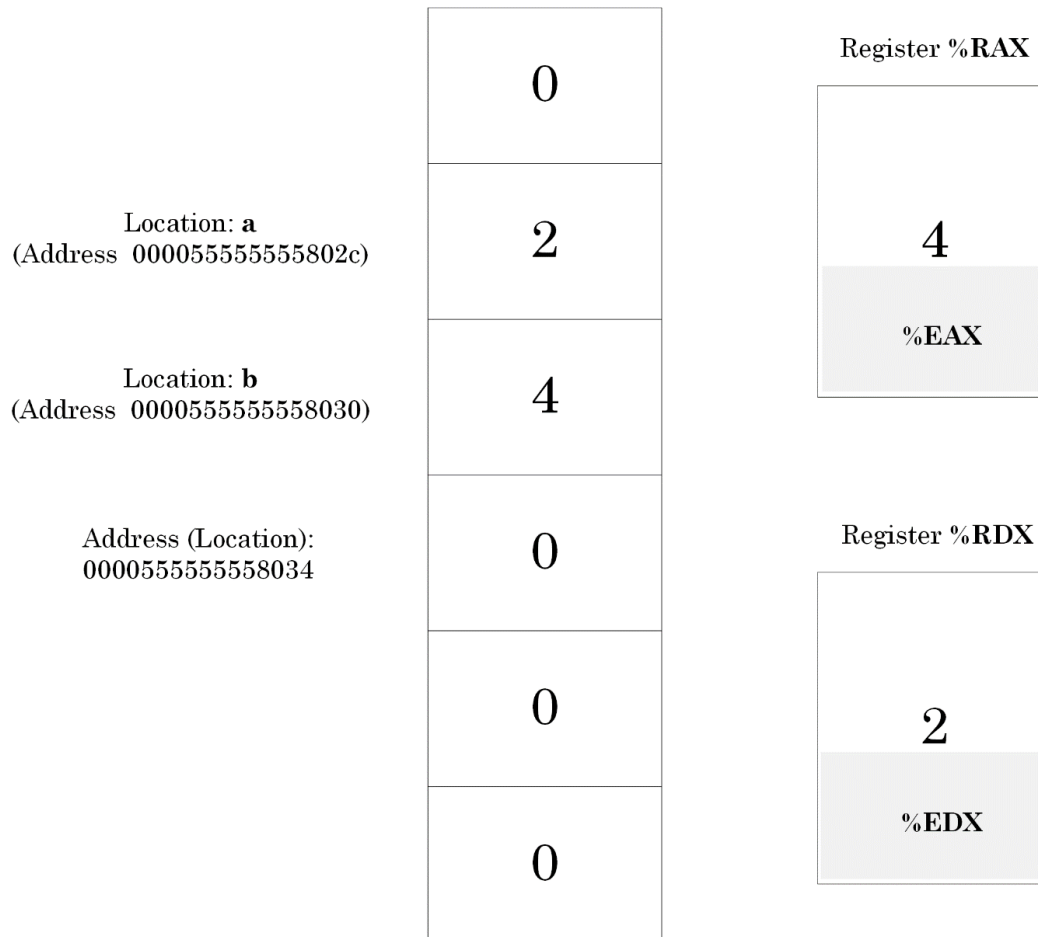 0
Register %RAX
Location: a
(Address 000055555555802c)
2
4
%EAX
Location: b
(Address 0000555555558030)
4
Address (Location):
0000555555558034
0
Register %RDX
0
2
%EDX
0